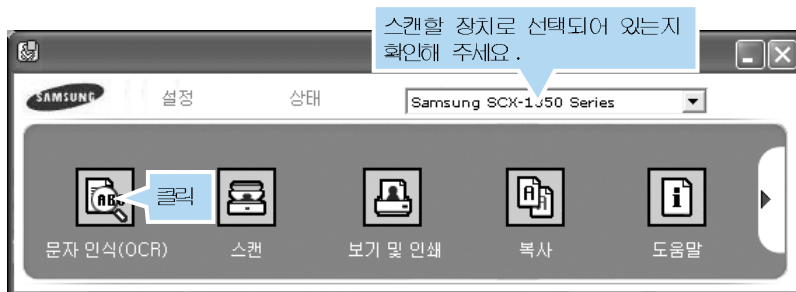 스캔할 장치로 선택되어 있는지
확인해 주세요.
SAMSUNG 설정 상태 Samsung SCX-1350 Series
ABC
클릭
문자 인식(OCR) 스캔 보기 및 인쇄 복사 도움말